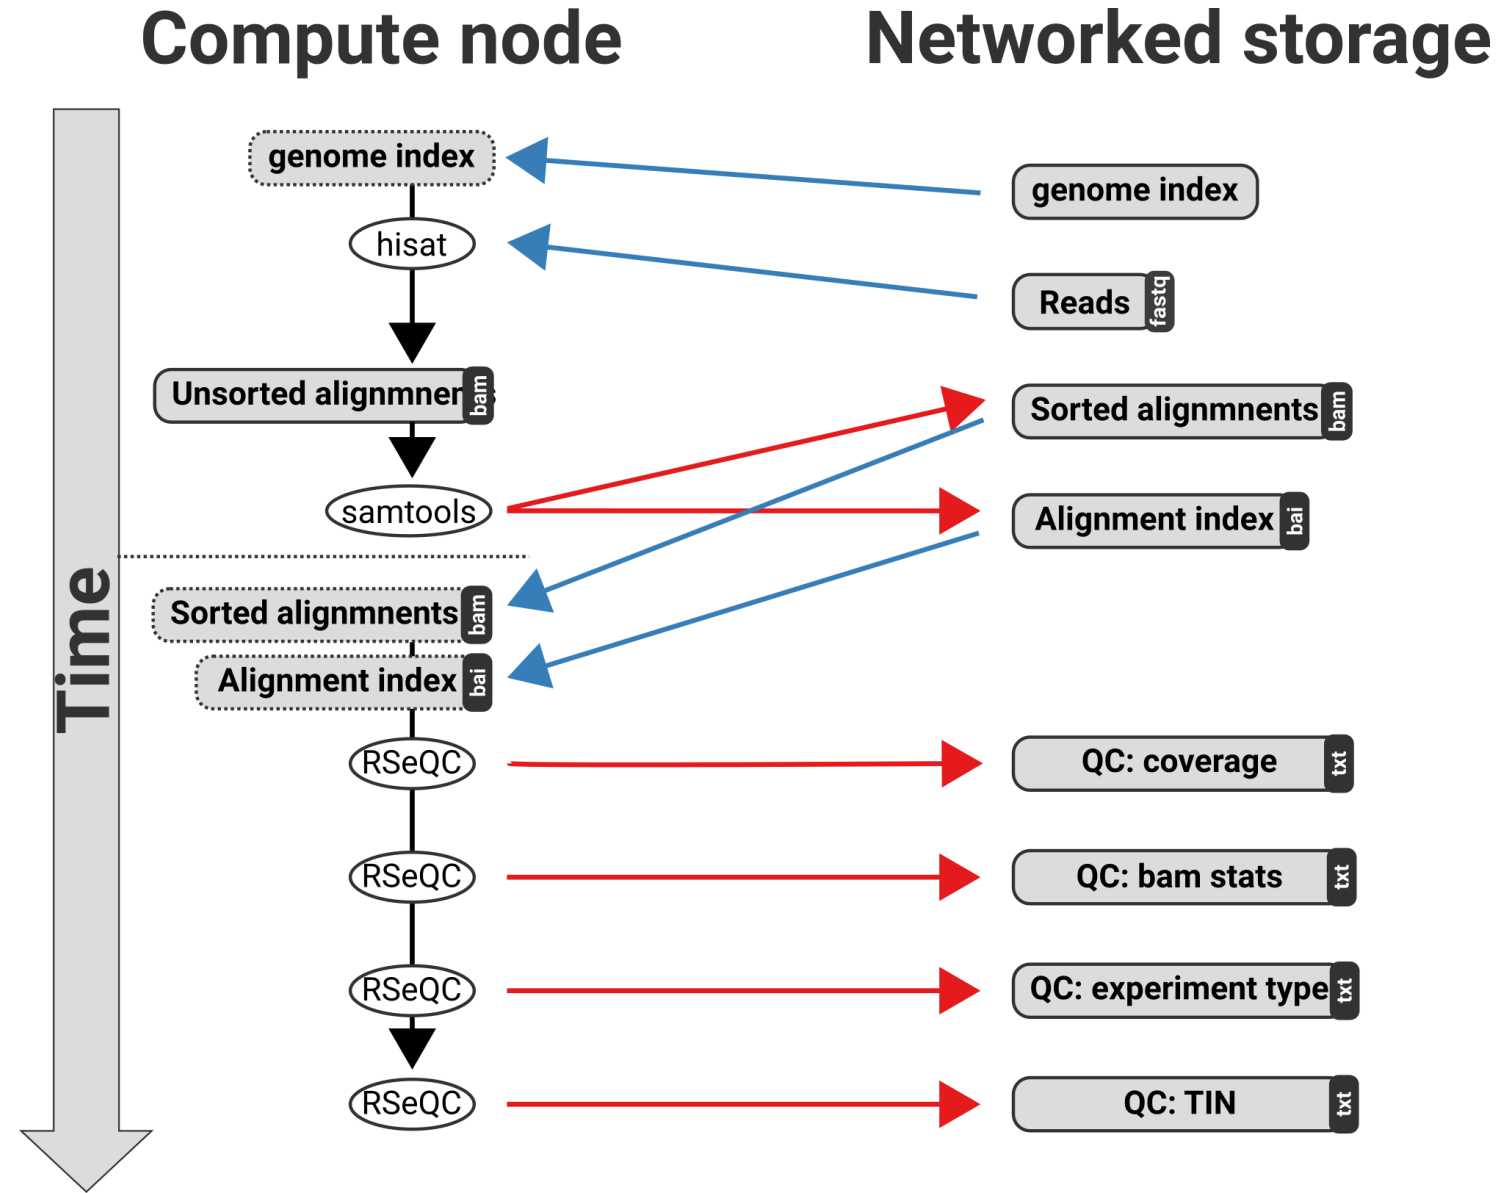 Compute node
Networked storage
Time
genome index
genome index
hisat
Reads
fastq
Unsorted alignmnen
bam
Sorted alignmnents
bam
samtools
Alignment index
bai
Sorted alignmnents
bam
Alignment index
bai
RSeQC
QC: coverage
txt
RSeQC
QC: bam stats
txt
RSeQC
QC: experiment type
txt
RSeQC
QC: TIN
txt